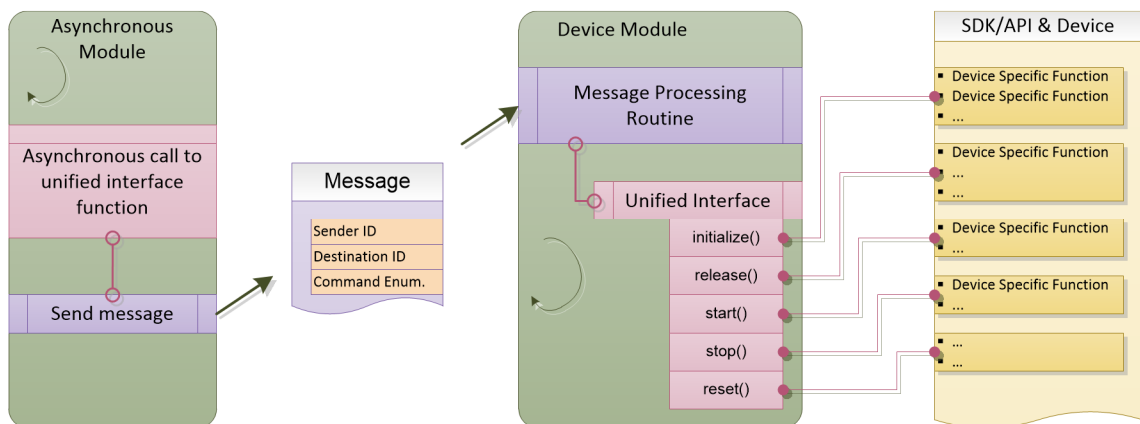 Asynchronous
Module
Asynchronous call to
unified interface
function
Send message
Message
Sender ID
Destination ID
Command Enum.
Device Module
Message Processing
Routine
Unified Interface
initialize()
release()
start()
stop()
reset()
SDK/API & Device
▪ Device Specific Function
▪ Device Specific Function
▪ ...
▪ Device Specific Function
▪ ...
▪ ...
▪ Device Specific Function
▪ ...
▪ Device Specific Function
▪ ...
▪ ...
▪ ...